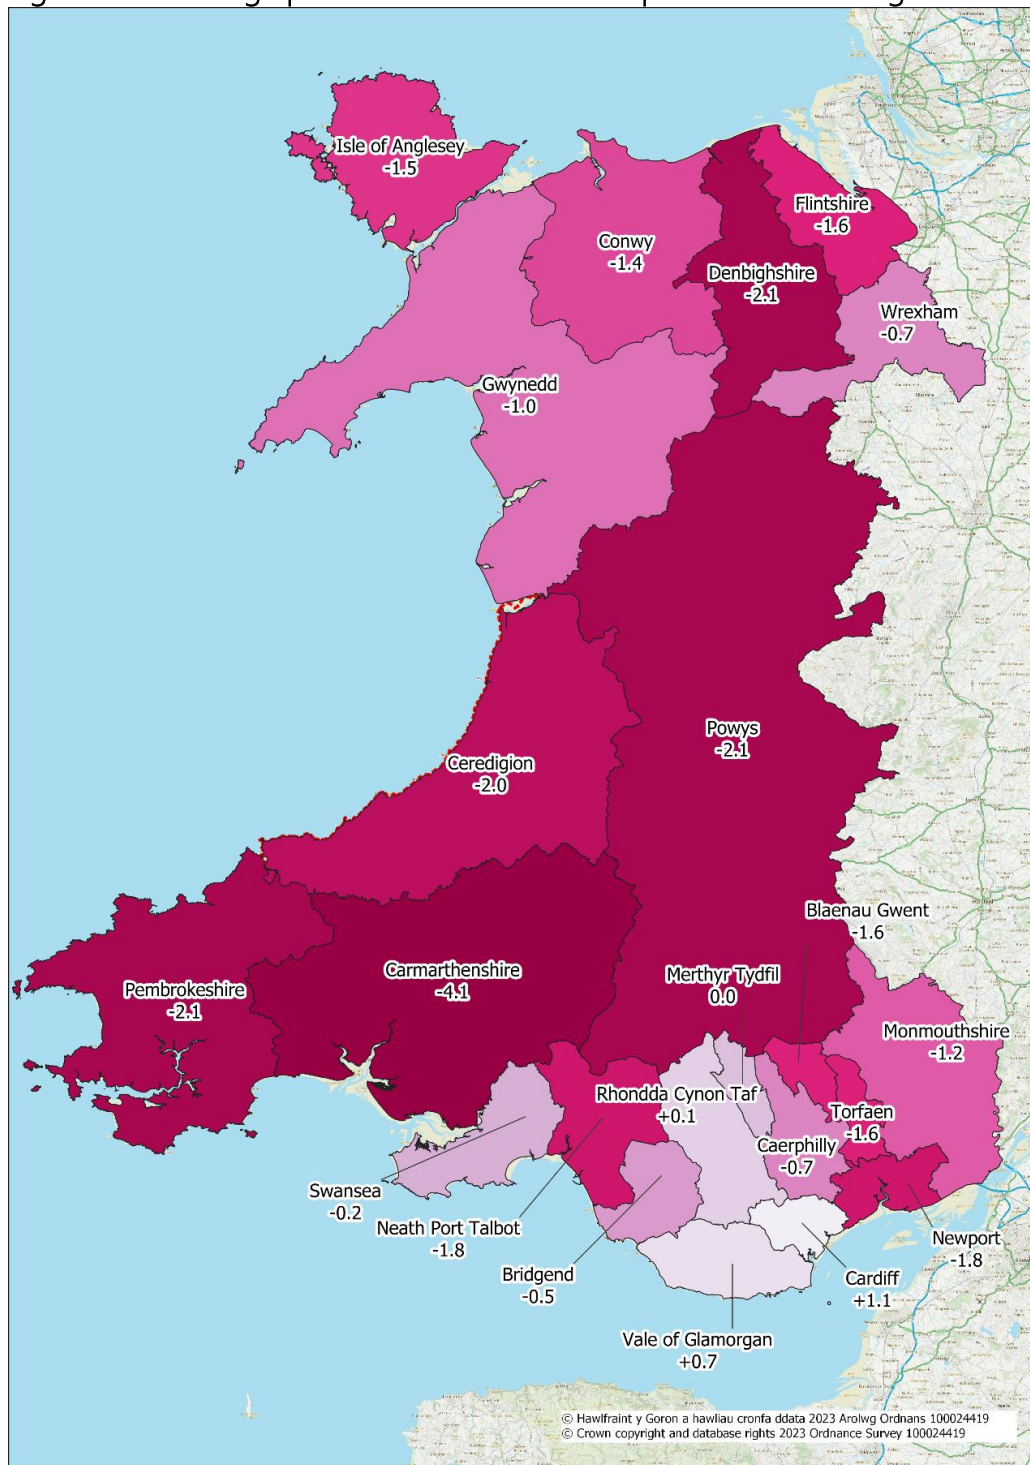 Isle of Anglesey
-1.5
Flintshire
-1.6
Conwy
-1.4
Denbighshire
-2.1
Wrexham
-0.7
Gwynedd
-1.0
Powys
-2.1
Ceredigion
-2.0
Blaenau Gwent
-1.6
Carmarthenshire
-4.1
Merthyr Tydfil
0.0
Pembrokeshire
-2.1
Monmouthshire
-1.2
Rhondda Cynon Taf
+0.1
Torfaen
-1.6
Caerphilly
-0.7
Swansea
-0.2
Neath Port Talbot
-1.8
Newport
-1.8
Bridgend
-0.5
Cardiff
+1.1
Vale of Glamorgan
+0.7
© Hawlfraint y Goron a hawliau cronfa ddata 2023 Arolwg Ordnans 100024419
© Crown copyright and database rights 2023 Ordnance Survey 100024419